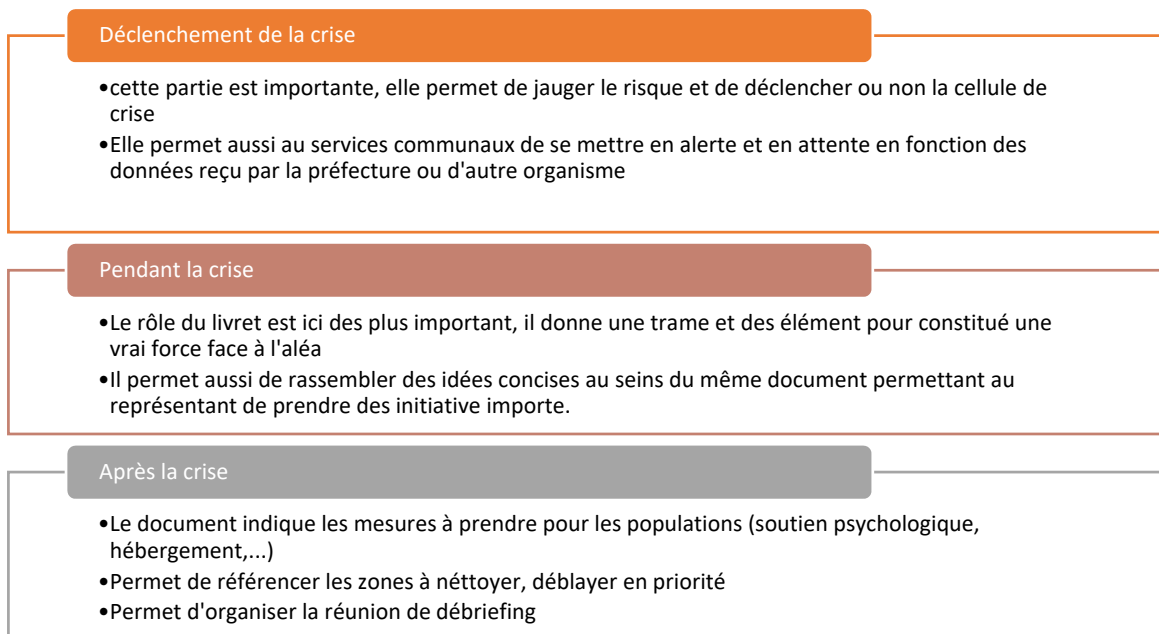 Déclenchement de la crise
•cette partie est importante, elle permet de jauger le risque et de déclencher ou non la cellule de
crise
•Elle permet aussi au services communaux de se mettre en alerte et en attente en fonction des
données reçu par la préfecture ou d'autre organisme
Pendant la crise
•Le rôle du livret est ici des plus important, il donne une trame et des élément pour constitué une
vrai force face à l'aléa
•Il permet aussi de rassembler des idées concises au seins du même document permettant au
représentant de prendre des initiative importe.
Après la crise
•Le document indique les mesures à prendre pour les populations (soutien psychologique,
hébergement,...)
•Permet de référencer les zones à néttoyer, déblayer en priorité
•Permet d'organiser la réunion de débriefing